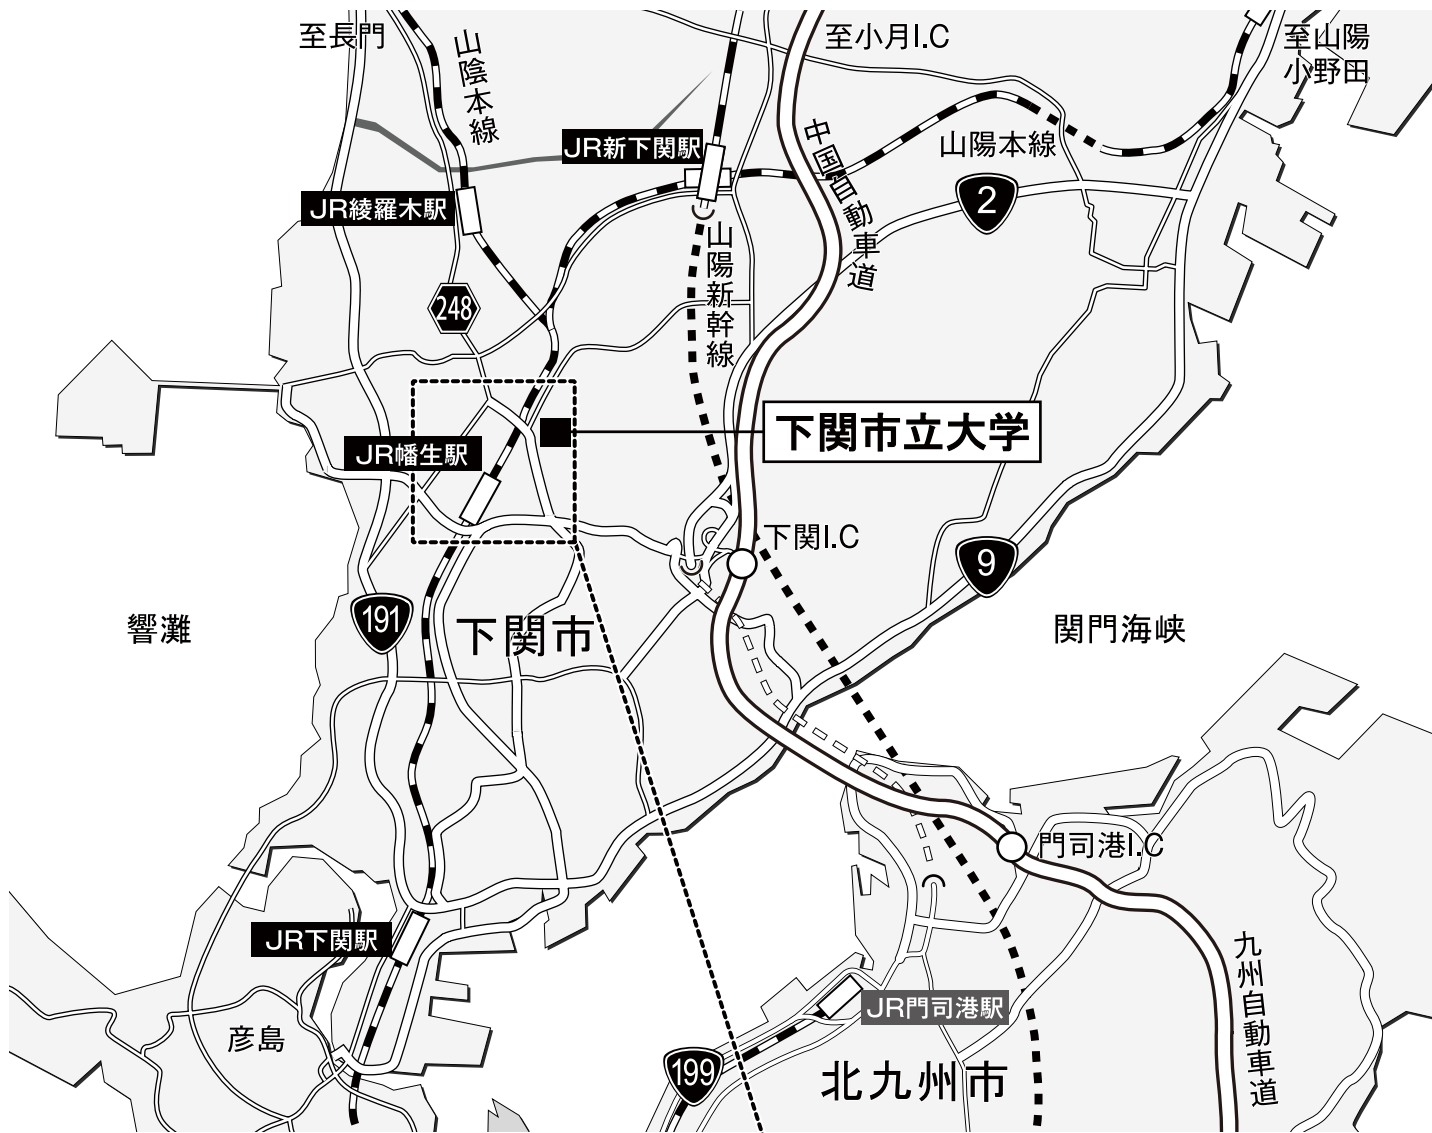 至長門
山陰本線
至小月I.C
至山陽
小野田
中国自動車道
山陽本線
JR新下関駅
JR綾羅木駅
2
山陽新幹線
248
下関市立大学
JR幡生駅
下関I.C
9
191
下関市
響灘
関門海峡
門司港I.C
JR下関駅
九州自動車道
JR門司港駅
彦島
199
北九州市